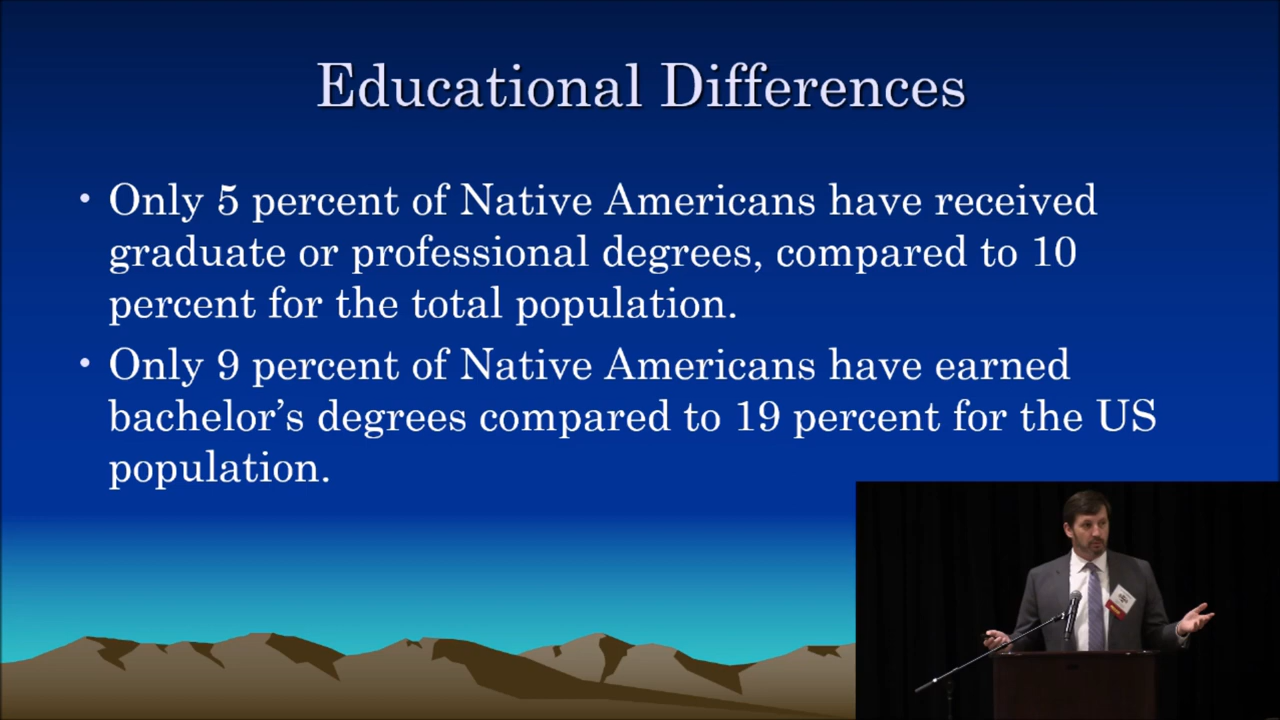 Educational Differences
• Only 5 percent of Native Americans have received
graduate or professional degrees, compared to 10
percent for the total population.
• Only 9 percent of Native Americans have earned
bachelor’s degrees compared to 19 percent for the US
population.